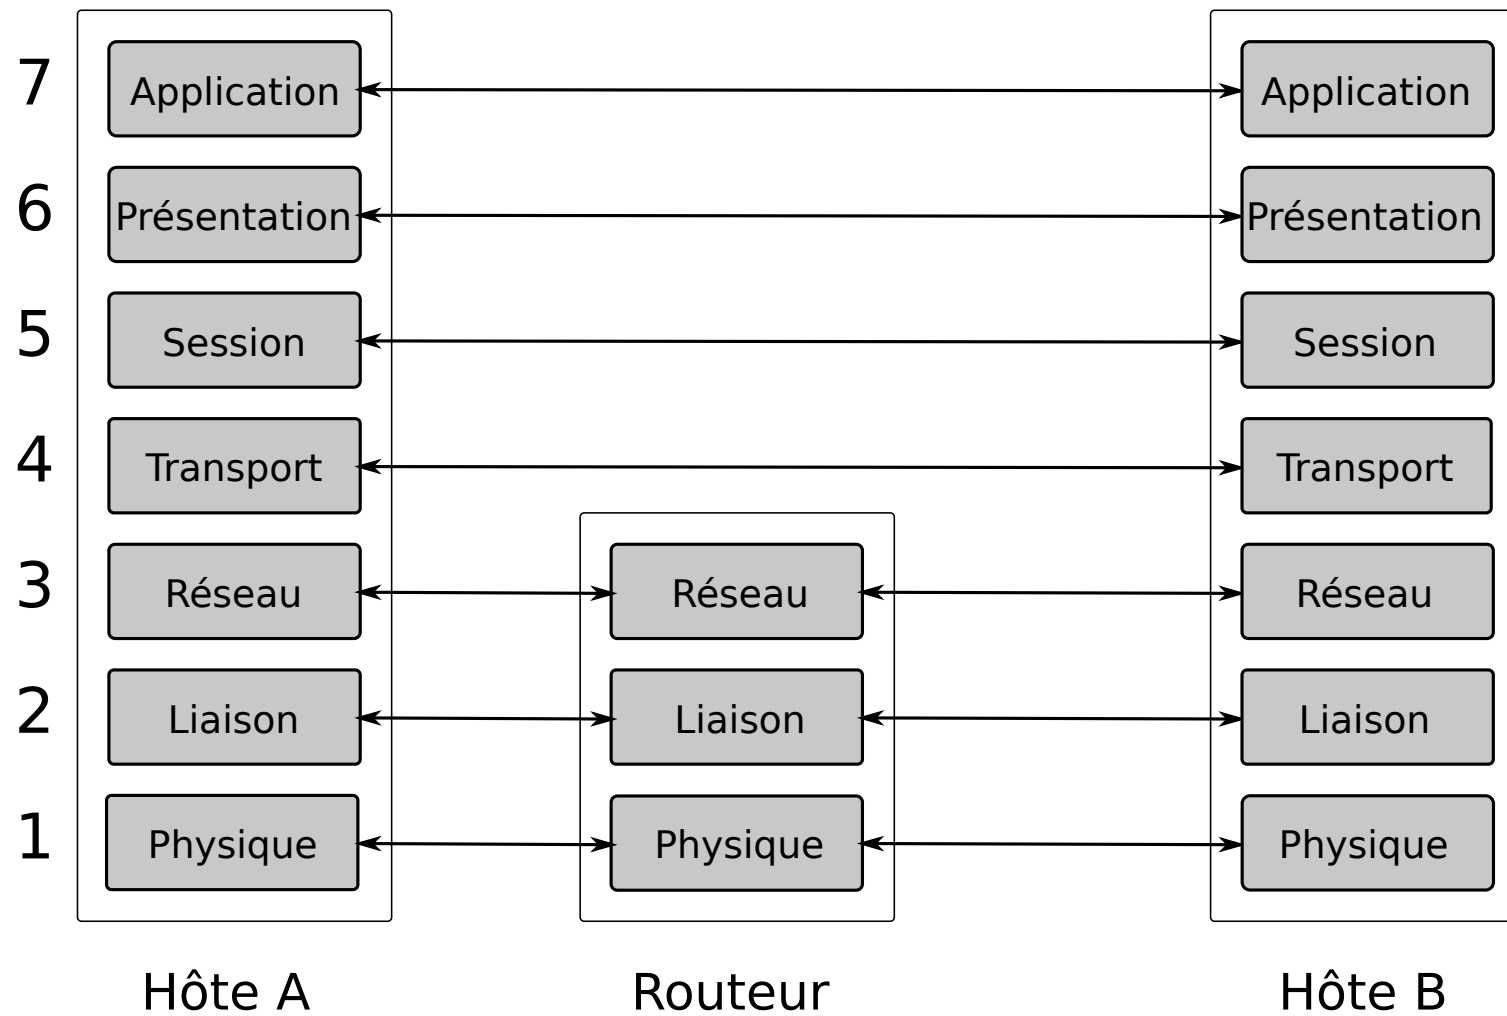 7 Application Application
6 Présentation Présentation
5 Session Session
4 Transport Transport
3 Réseau Réseau Réseau
2 Liaison Liaison Liaison
1 Physique Physique Physique
Hôte A Routeur Hôte B